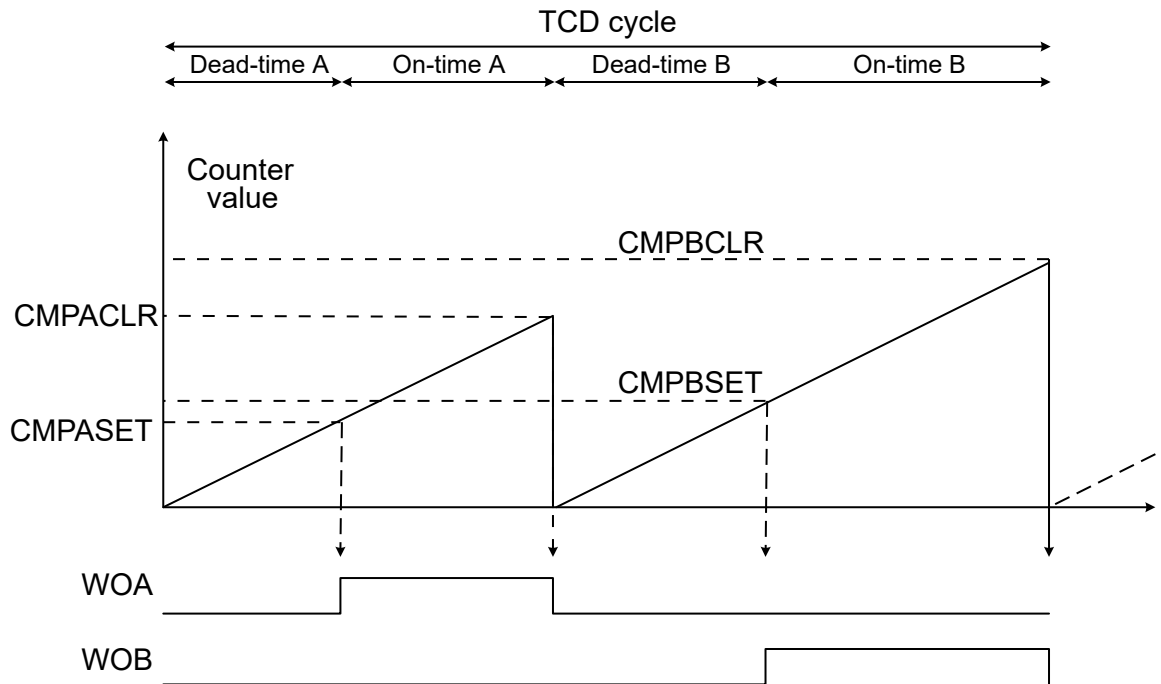 TCD cycle
Dead-time A
On-time A
Dead-time B
On-time B
Counter
value
CMPBCLR
CMPACLR
CMPBSET
CMPASET
WOA
WOB